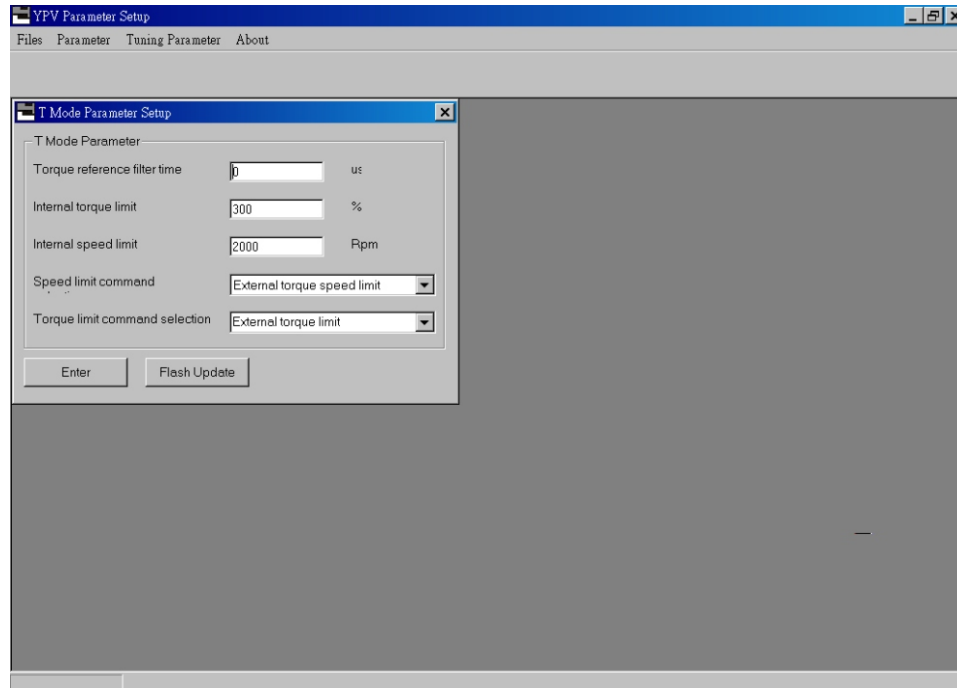 YPV Parameter Setup
Files Parameter Tuning Parameter About
T Mode Parameter Setup
T Mode Parameter
Torque reference filter time 0 us
Internal torque limit 300 %
Internal speed limit 2000 Rpm
Speed limit command External torque speed limit
Torque limit command selection External torque limit
Enter Flash Update